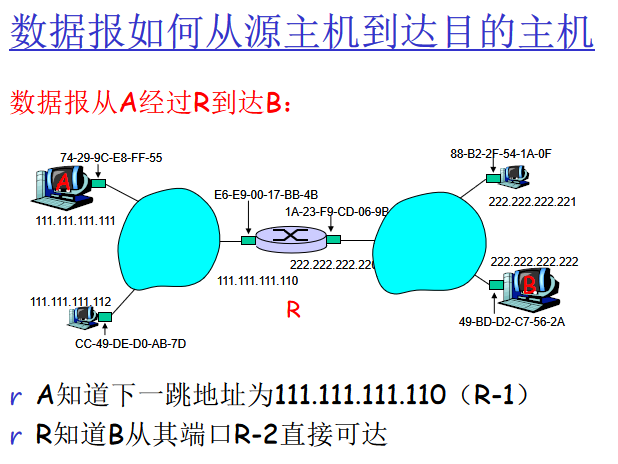 数据报如何从源主机到达目的主机
数据报从A经过R到达B：
74-29-9C-E8-FF-55
88-B2-2F-54-1A-0F
A
E6-E9-00-17-BB-4B
1A-23-F9-CD-06-9B
222.222.222.221
111.111.111.111
222.222.222.220
222.222.222.222
111.111.111.110
B
111.111.111.112
R
49-BD-D2-C7-56-2A
CC-49-DE-D0-AB-7D
r A知道下一跳地址为111.111.111.110（R-1）
r R知道B从其端口R-2直接可达